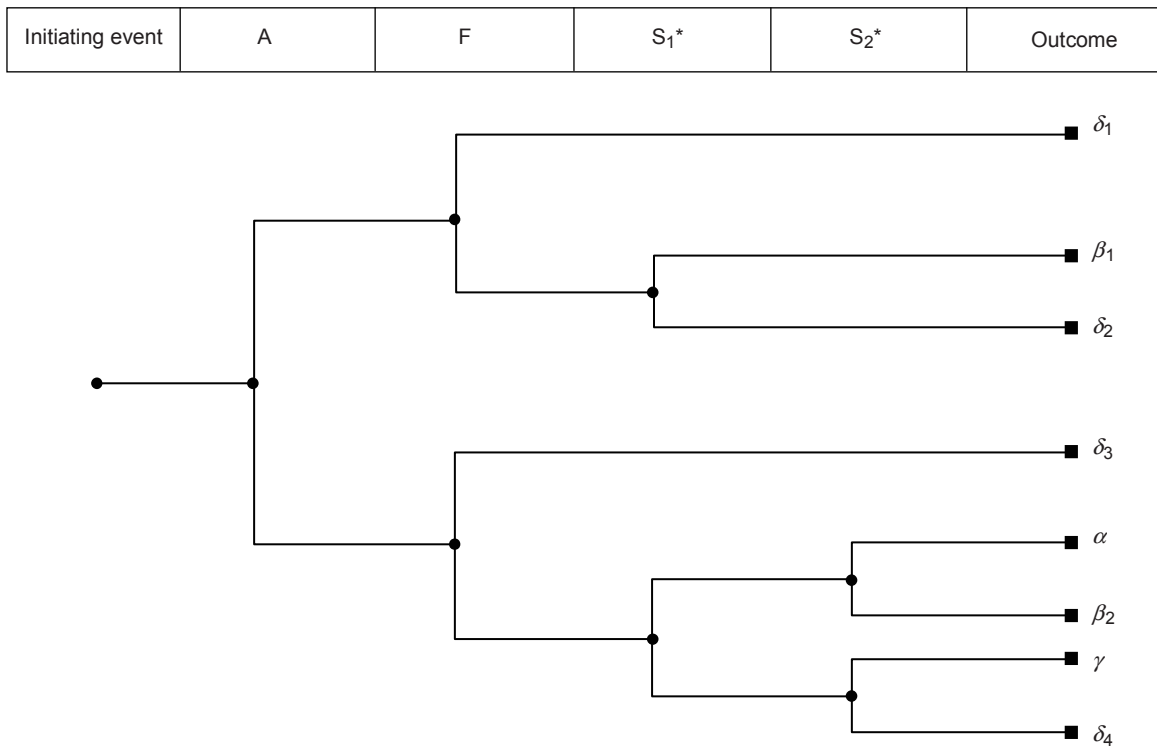 Initiating event A F S₁* S₂* Outcome
δ₁
β₁
δ₂
δ₃
α
β₂
γ
δ₄